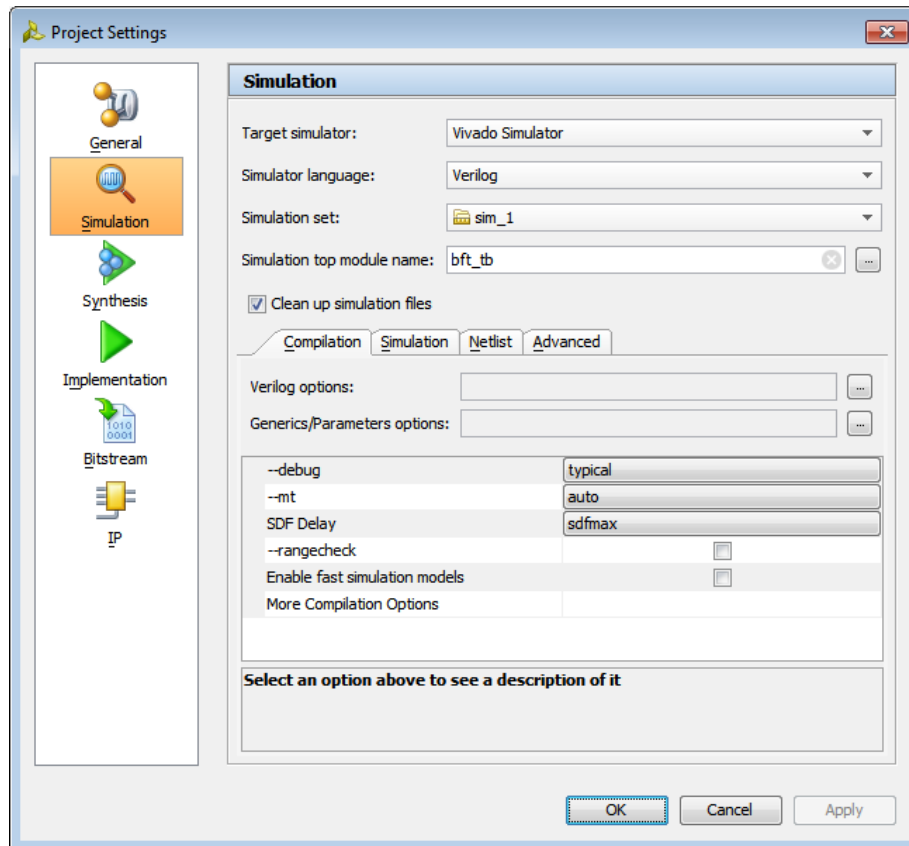 Project Settings
General
Simulation
Synthesis
Implementation
1010
0001
Bitstream
IP
Simulation
Target simulator: Vivado Simulator
Simulator language: Verilog
Simulation set: sim_1
Simulation top module name: bft_tb ...
Clean up simulation files
Compilation Simulation Netlist Advanced
Verilog options: ...
Generics/Parameters options: ...
--debug typical
--mt auto
SDF Delay sdfmax
--rangecheck
Enable fast simulation models
More Compilation Options
Select an option above to see a description of it
OK Cancel Apply